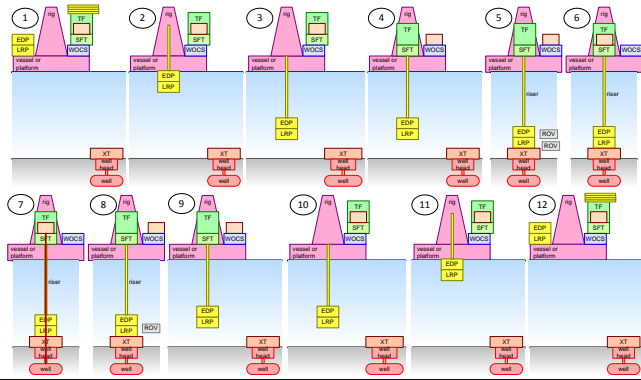 1
rig
TF
SFT
EDP
LRP
WOCS
vessel or
platform
XT
well
head
well
2
rig
TF
SFT
WOCS
vessel or
platform
EDP
LRP
XT
well
head
well
3
rig
TF
SFT
WOCS
vessel or
platform
EDP
LRP
XT
well
head
well
4
rig
TF
SFT
WOCS
vessel or
platform
EDP
LRP
XT
well
head
well
5
rig
TF
SFT
WOCS
vessel or
platform
riser
EDP
LRP
ROV
ROV
XT
well
head
well
6
rig
TF
SFT
WOCS
vessel or
platform
riser
EDP
LRP
XT
well
head
well
7
rig
TF
SFT
WOCS
vessel or
platform
riser
EDP
LRP
XT
well
head
well
8
rig
TF
SFT
WOCS
vessel or
platform
riser
EDP
LRP
ROV
XT
well
head
well
9
rig
TF
SFT
WOCS
vessel or
platform
EDP
LRP
XT
well
head
well
10
rig
TF
SFT
WOCS
vessel or
platform
EDP
LRP
XT
well
head
well
11
rig
TF
SFT
WOCS
vessel or
platform
EDP
LRP
XT
well
head
well
12
rig
TF
SFT
EDP
LRP
WOCS
vessel or
platform
XT
well
head
well